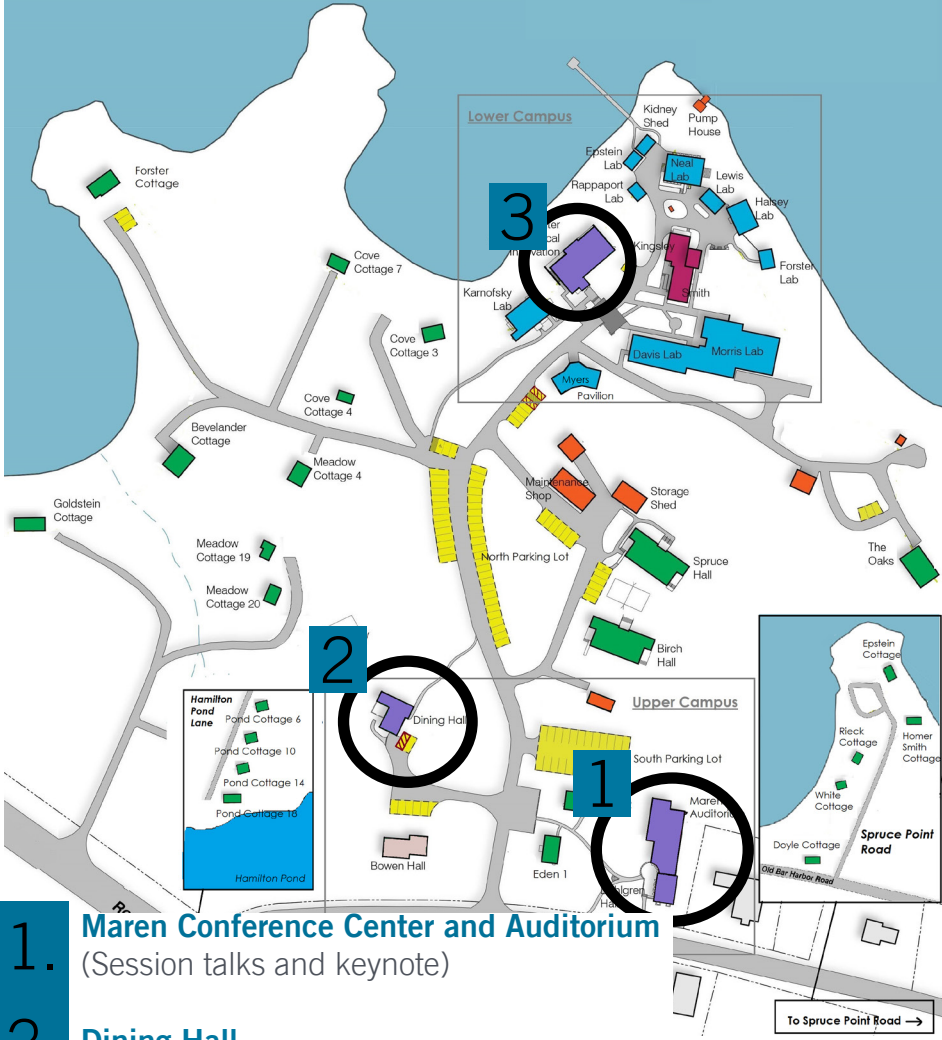 Lower Campus
Kidney
Shed
Pump
House
Epstein
Lab
Neal
Lab
Lewis
Lab
Rappaport
Lab
Halsey
Lab
Forster
Cottage
3
Kingsley
Smith
Forster
Lab
Cove
Cottage 7
Karnofsky
Lab
Cove
Cottage 3
Davis Lab
Morris Lab
Myers
Pavilion
Cove
Cottage 4
Bevelander
Cottage
Meadow
Cottage 4
Maintenance
Shop
Storage
Shed
Goldstein
Cottage
Meadow
Cottage 19
North Parking Lot
Spruce
Hall
The
Oaks
Meadow
Cottage 20
Birch
Hall
2
Dining Hall
Upper Campus
Hamilton
Pond
Lane
Pond Cottage 6
Pond Cottage 10
Pond Cottage 14
Pond Cottage 18
Hamilton Pond
South Parking Lot
1
Maren
Bowen Hall
Eden 1
Epstein
Cottage
Homer
Smith
Cottage
Rieck
Cottage
White
Cottage
Doyle Cottage
Spruce Point
Road
Old Bar Harbor Road
To Spruce Point Road →
1. Maren Conference Center and Auditorium
(Session talks and keynote)
2. Dining Hall